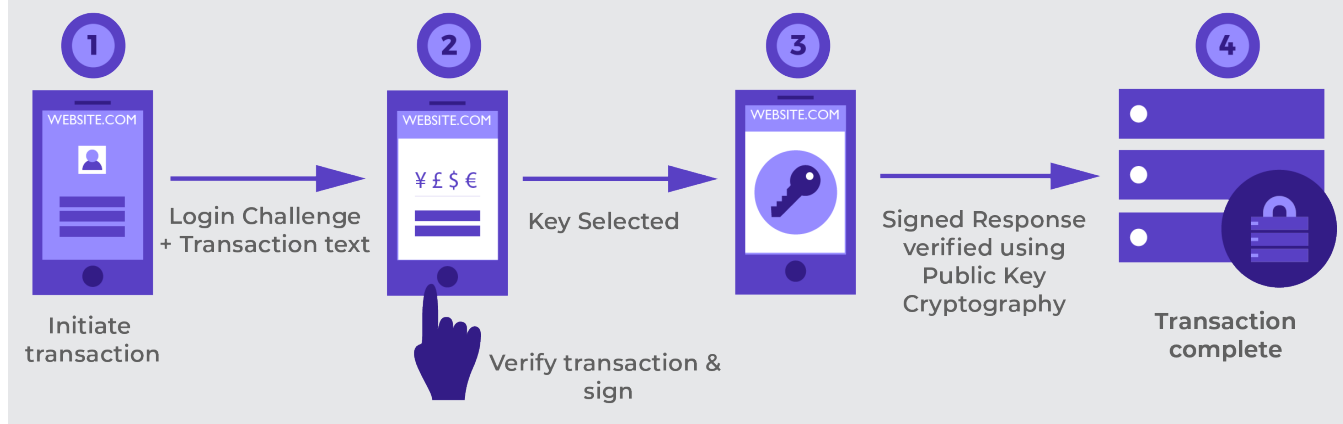 1
2
3
4
WEBSITE.COM
WEBSITE.COM
WEBSITE.COM
¥ £ $ €
Login Challenge
+ Transaction text
Key Selected
Signed Response
verified using
Public Key
Cryptography
Initiate
transaction
Verify transaction &
sign
Transaction
complete